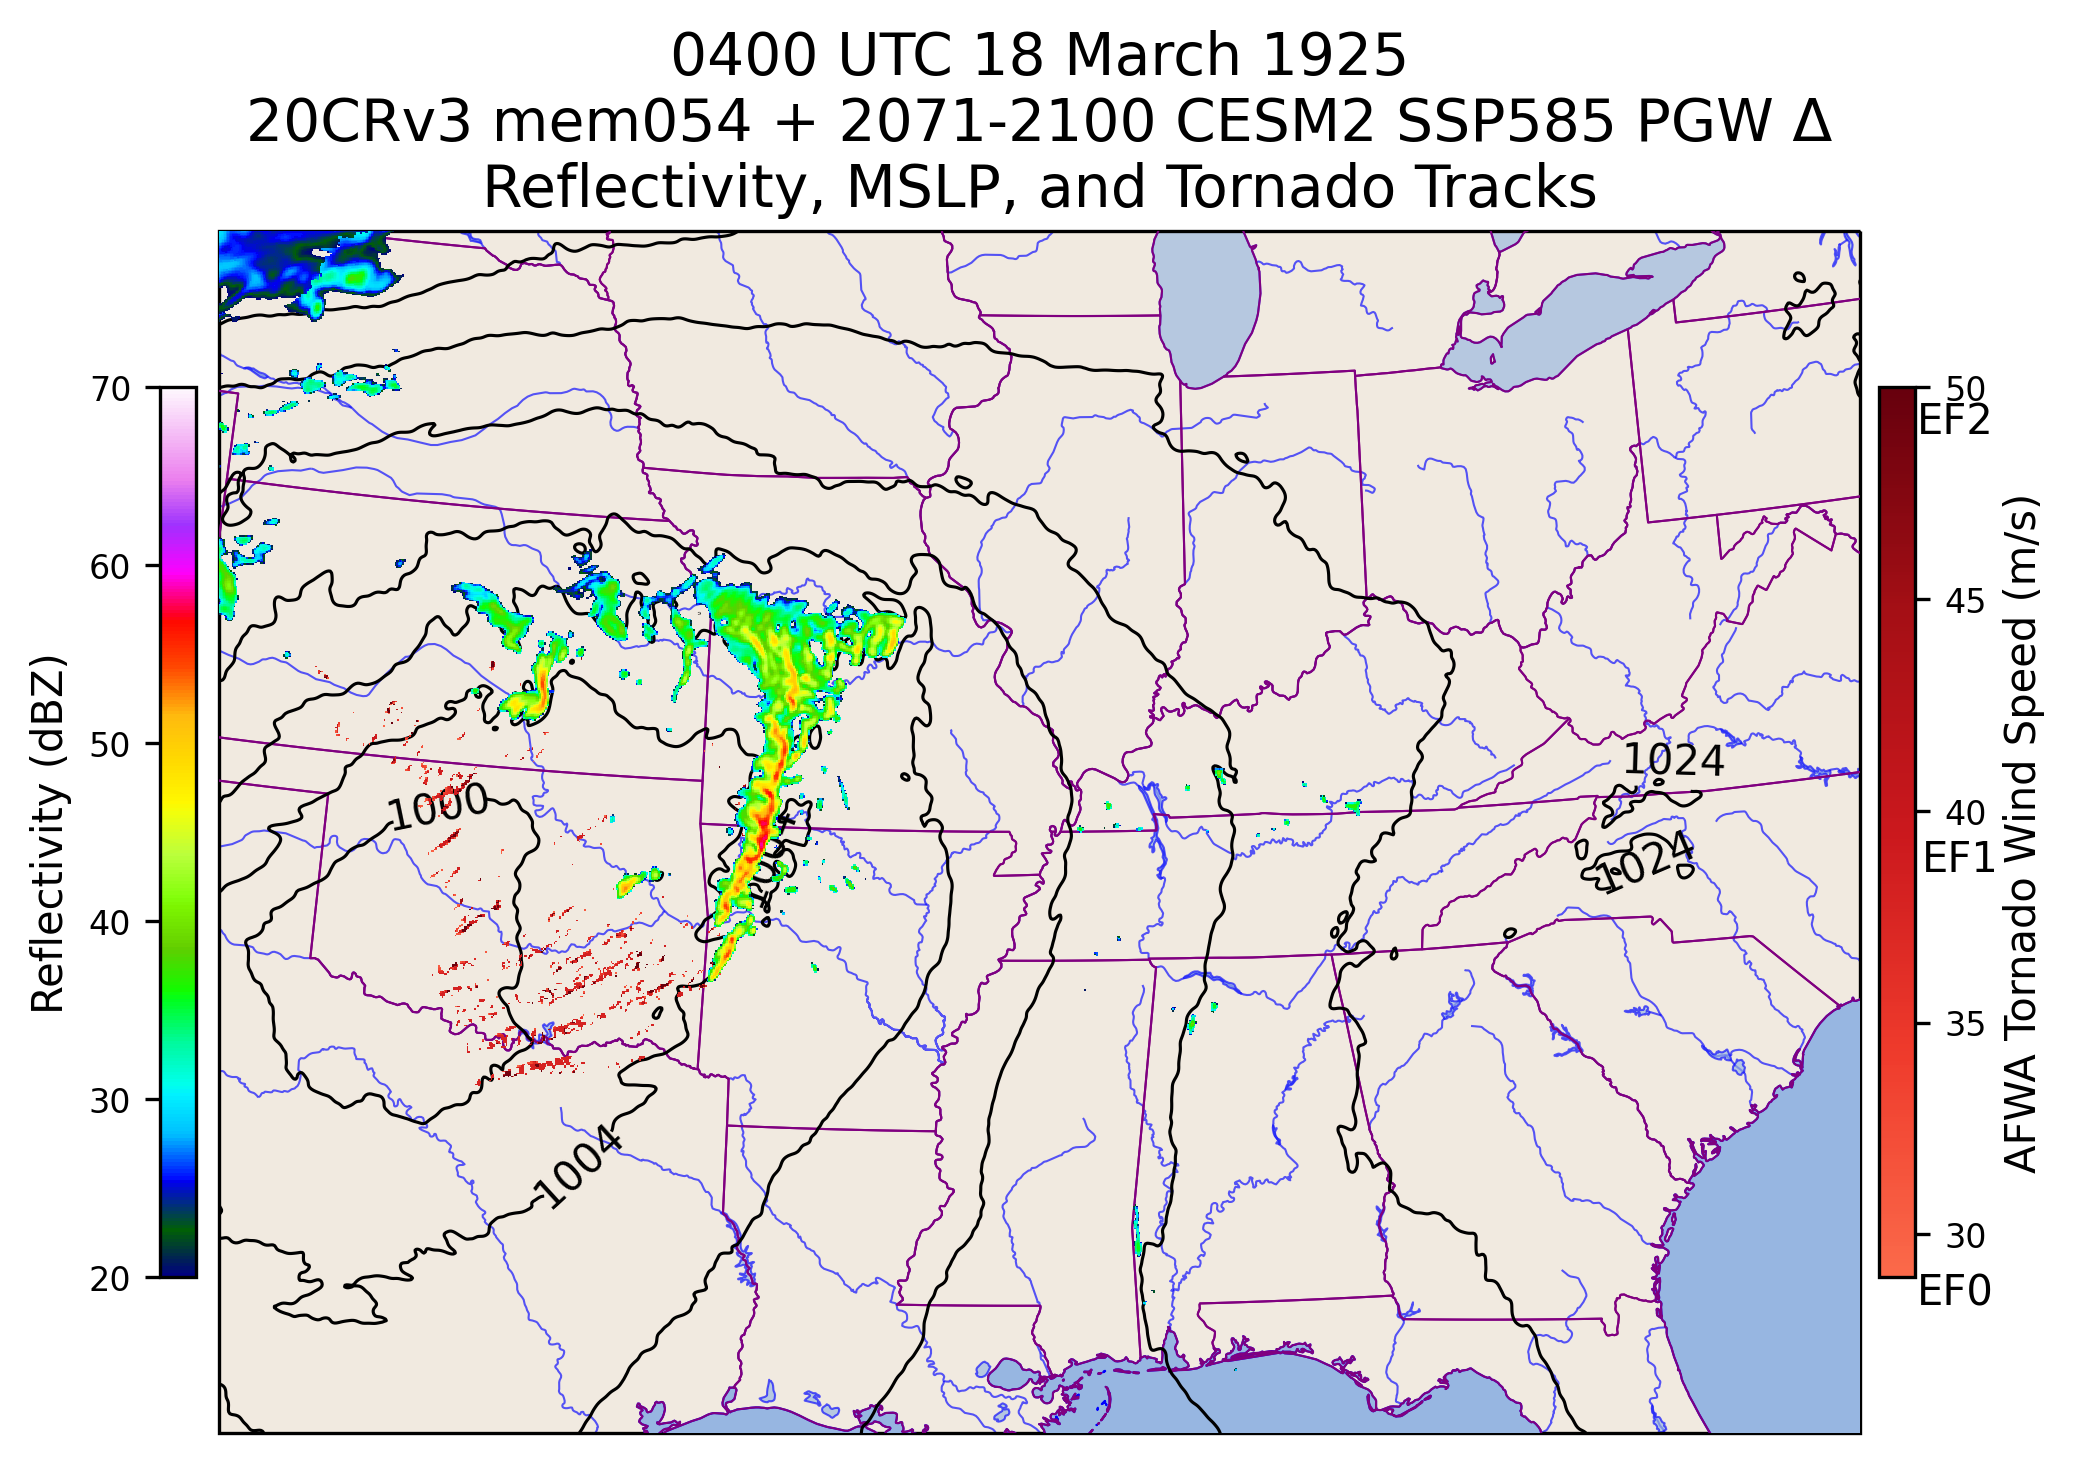 0400 UTC 18 March 1925
20CRv3 mem054 + 2071-2100 CESM2 SSP585 PGW Δ
Reflectivity, MSLP, and Tornado Tracks
Reflectivity (dBZ)
70
60
50
40
30
20
1000
1004
1024
1024
50
EF2
45
40
EF1
35
30
EF0
AFWA Tornado Wind Speed (m/s)